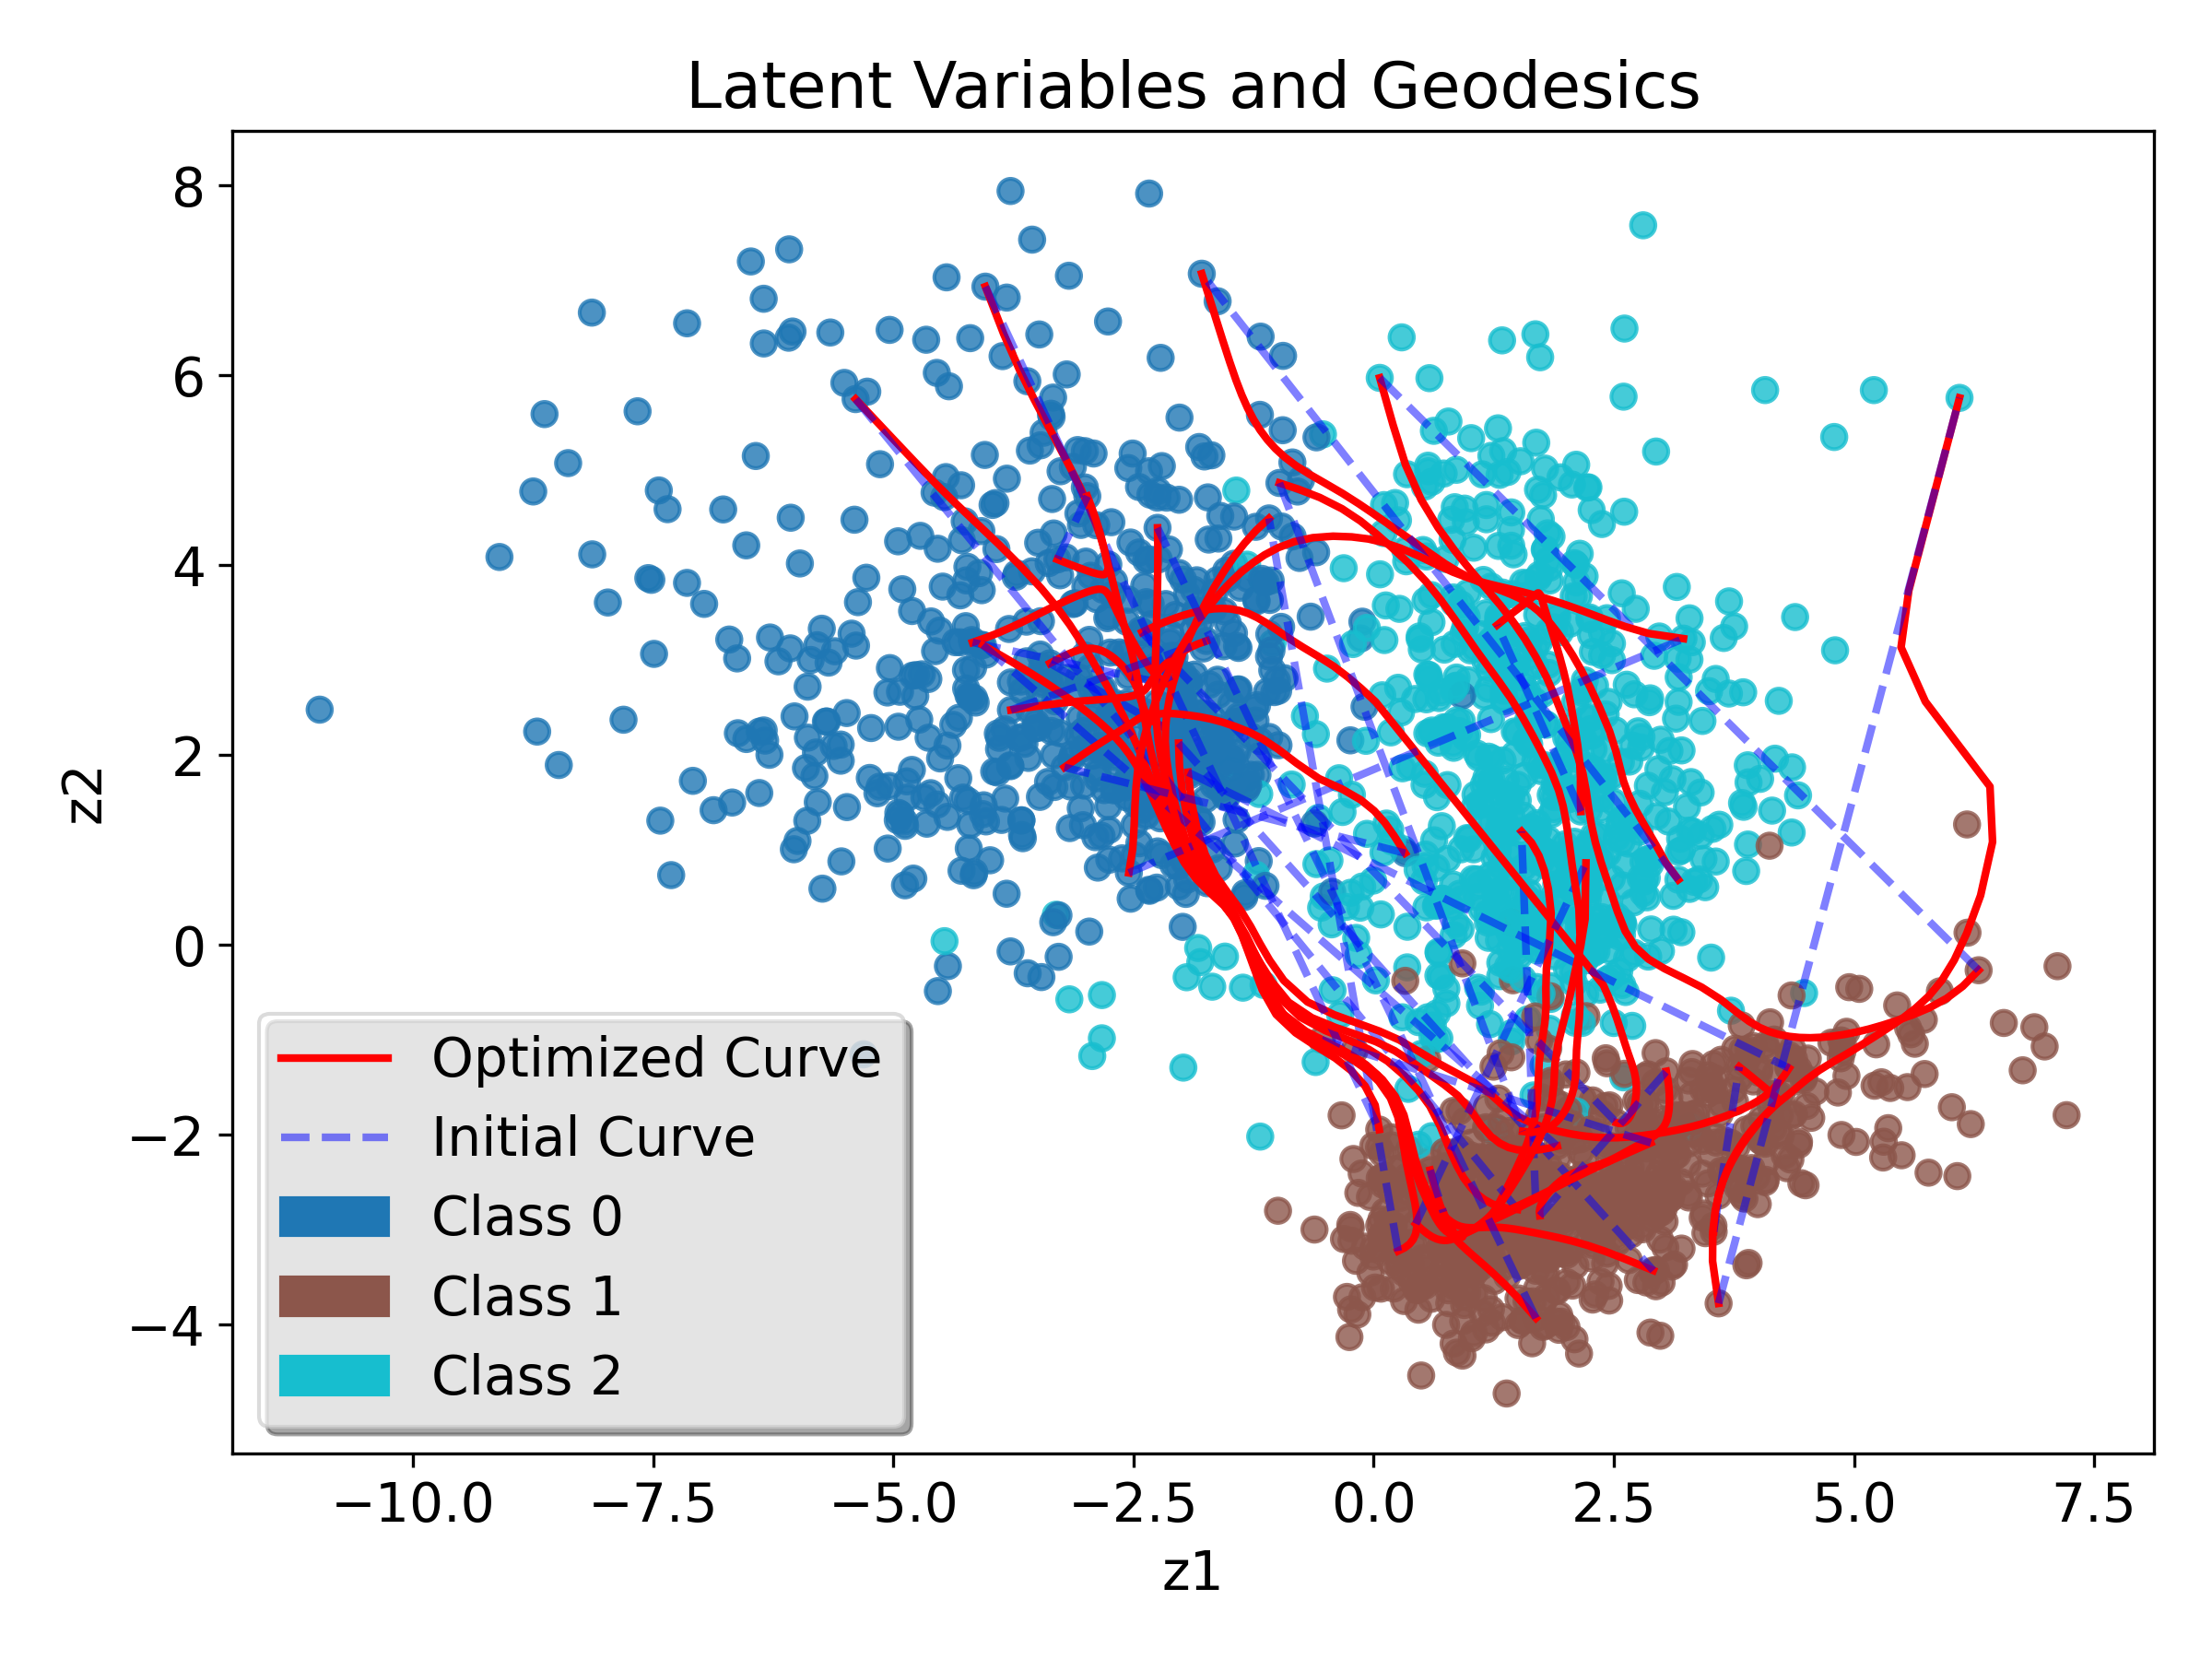 Latent Variables and Geodesics
8
6
4
2
0
−2
−4
z2
Optimized Curve
Initial Curve
Class 0
Class 1
Class 2
−10.0 −7.5 −5.0 −2.5 0.0 2.5 5.0 7.5
z1